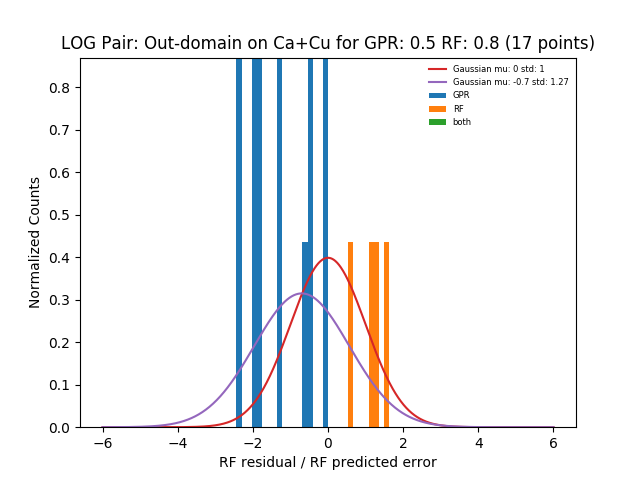 LOG Pair: Out-domain on Ca+Cu for GPR: 0.5 RF: 0.8 (17 points)
Gaussian mu: 0 std: 1
Gaussian mu: -0.7 std: 1.27
GPR
RF
both
Normalized Counts
0.8
0.7
0.6
0.5
0.4
0.3
0.2
0.1
0.0
−6 −4 −2 0 2 4 6
RF residual / RF predicted error